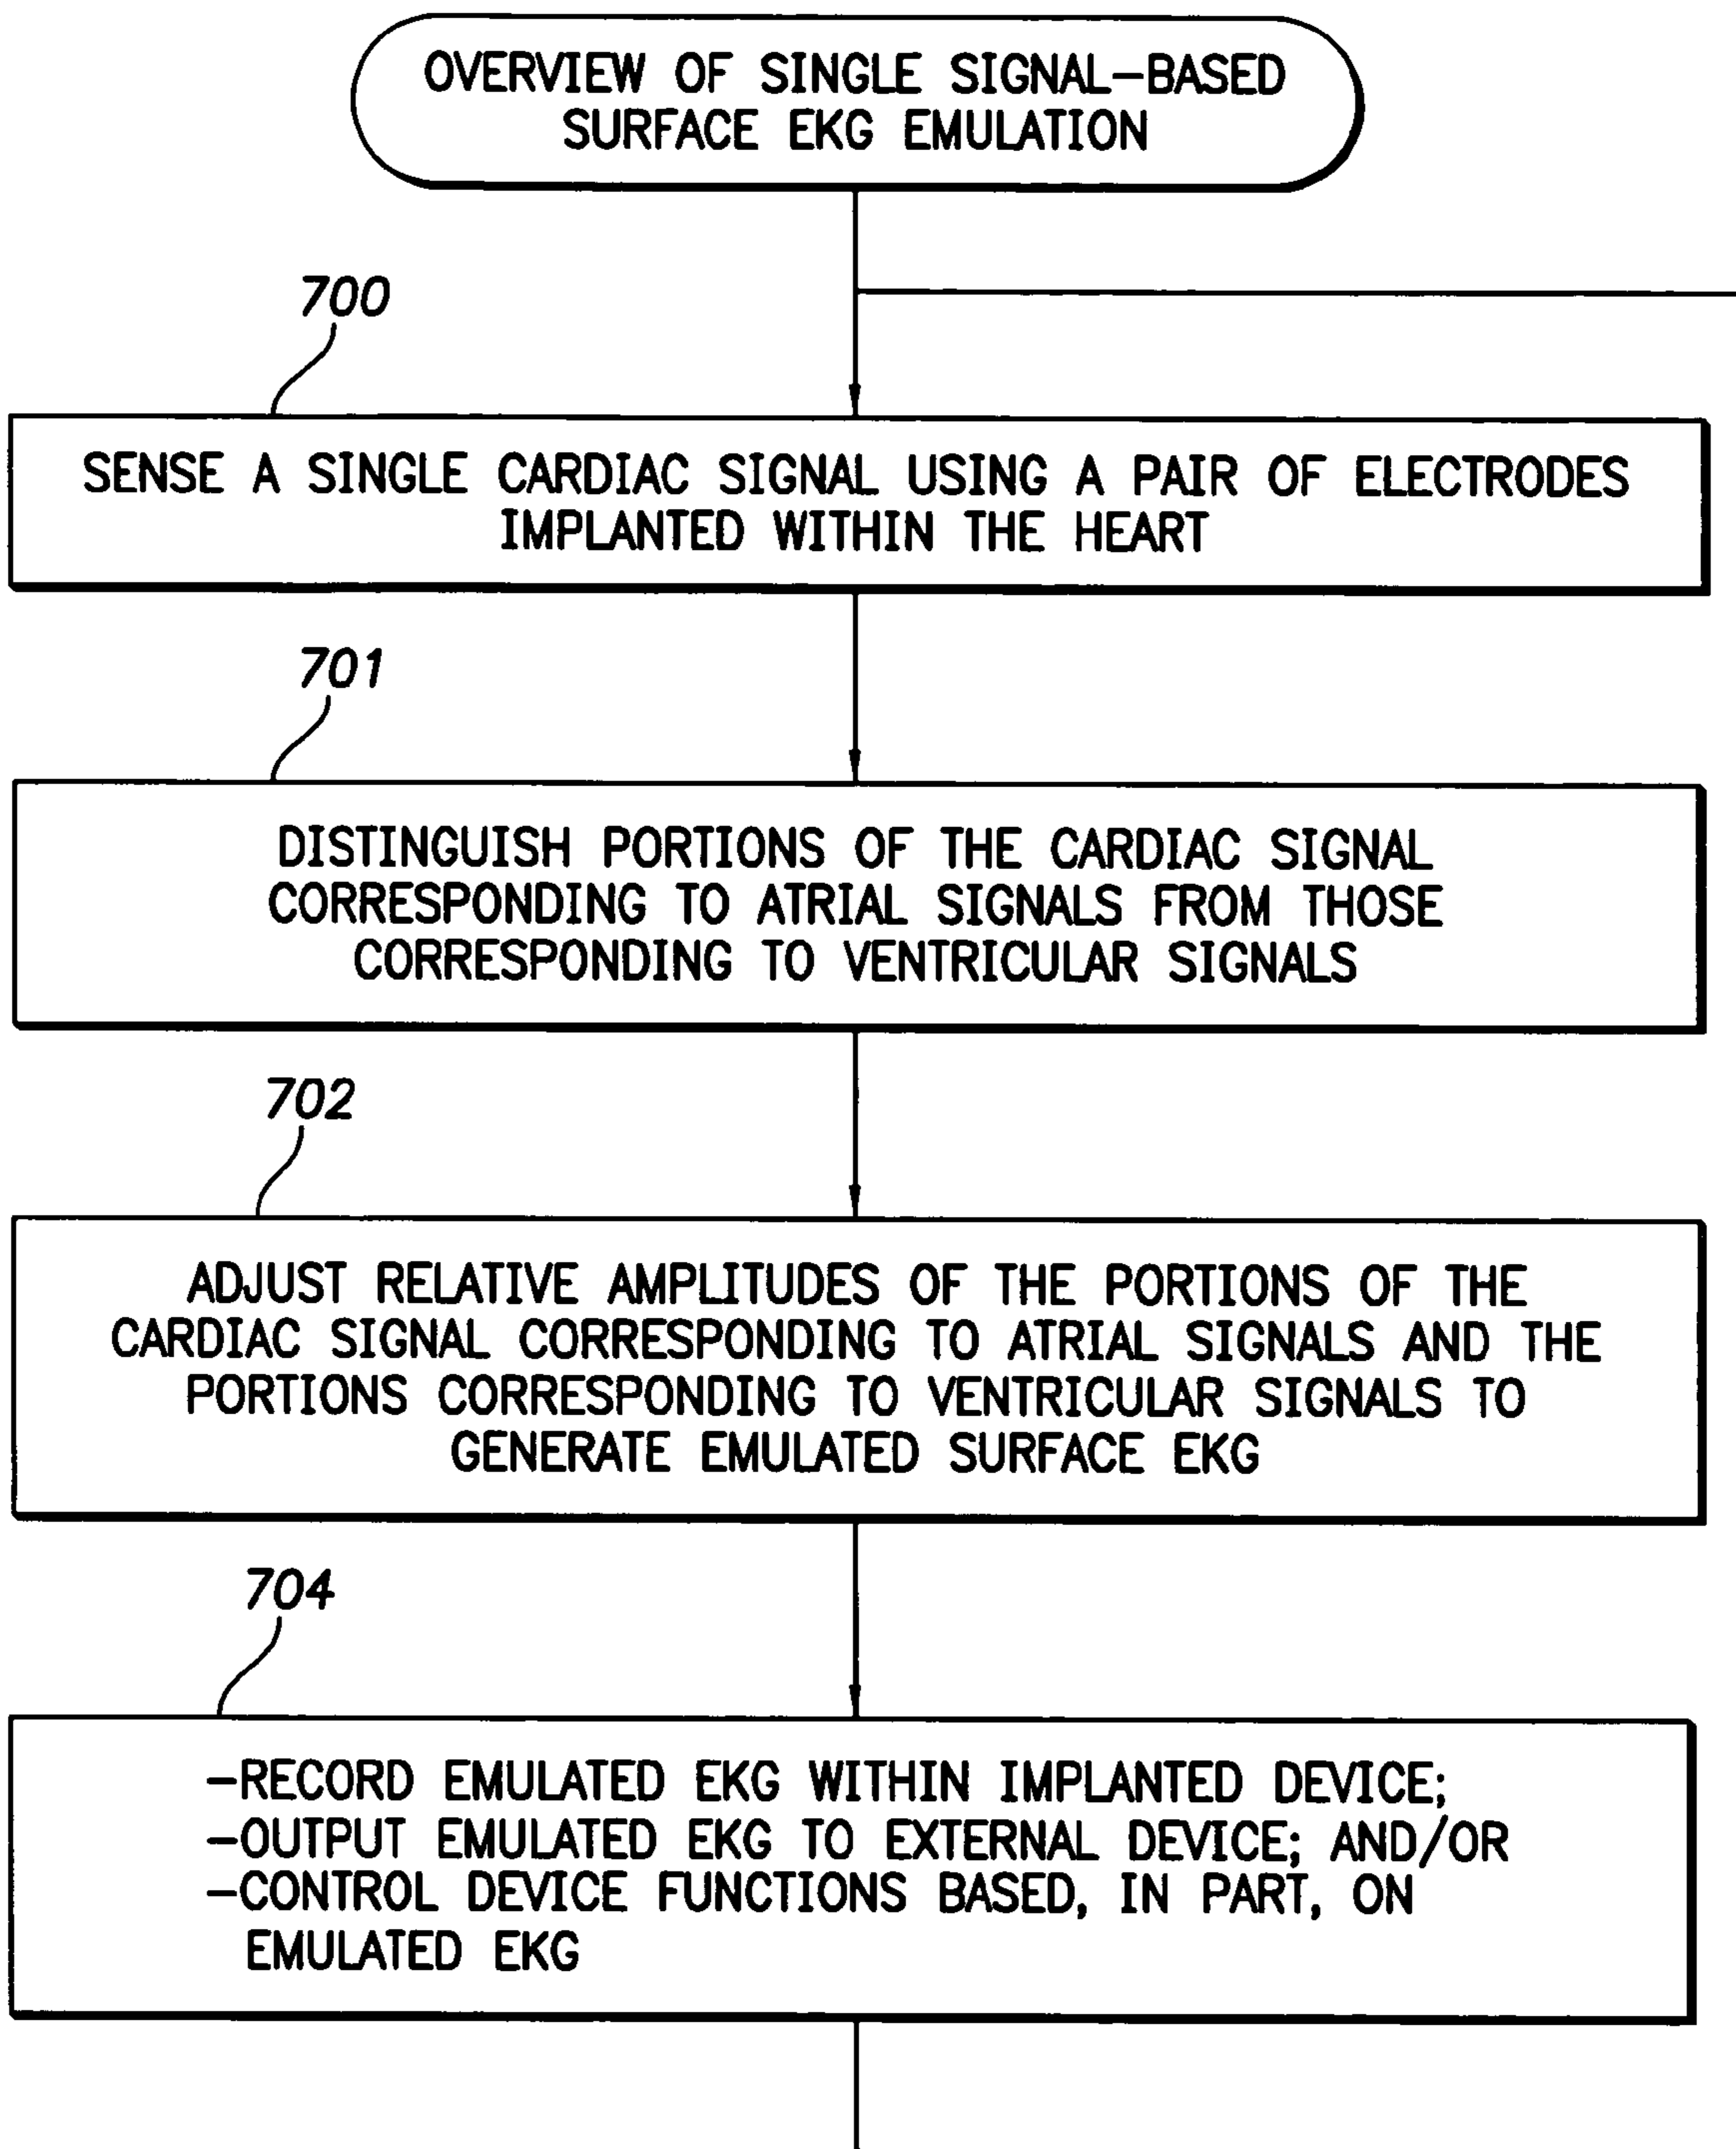 OVERVIEW OF SINGLE SIGNAL-BASED
SURFACE EKG EMULATION
700
SENSE A SINGLE CARDIAC SIGNAL USING A PAIR OF ELECTRODES
IMPLANTED WITHIN THE HEART
701
DISTINGUISH PORTIONS OF THE CARDIAC SIGNAL
CORRESPONDING TO ATRIAL SIGNALS FROM THOSE
CORRESPONDING TO VENTRICULAR SIGNALS
702
ADJUST RELATIVE AMPLITUDES OF THE PORTIONS OF THE
CARDIAC SIGNAL CORRESPONDING TO ATRIAL SIGNALS AND THE
PORTIONS CORRESPONDING TO VENTRICULAR SIGNALS TO
GENERATE EMULATED SURFACE EKG
704
-RECORD EMULATED EKG WITHIN IMPLANTED DEVICE;
-OUTPUT EMULATED EKG TO EXTERNAL DEVICE; AND/OR
-CONTROL DEVICE FUNCTIONS BASED, IN PART, ON
EMULATED EKG